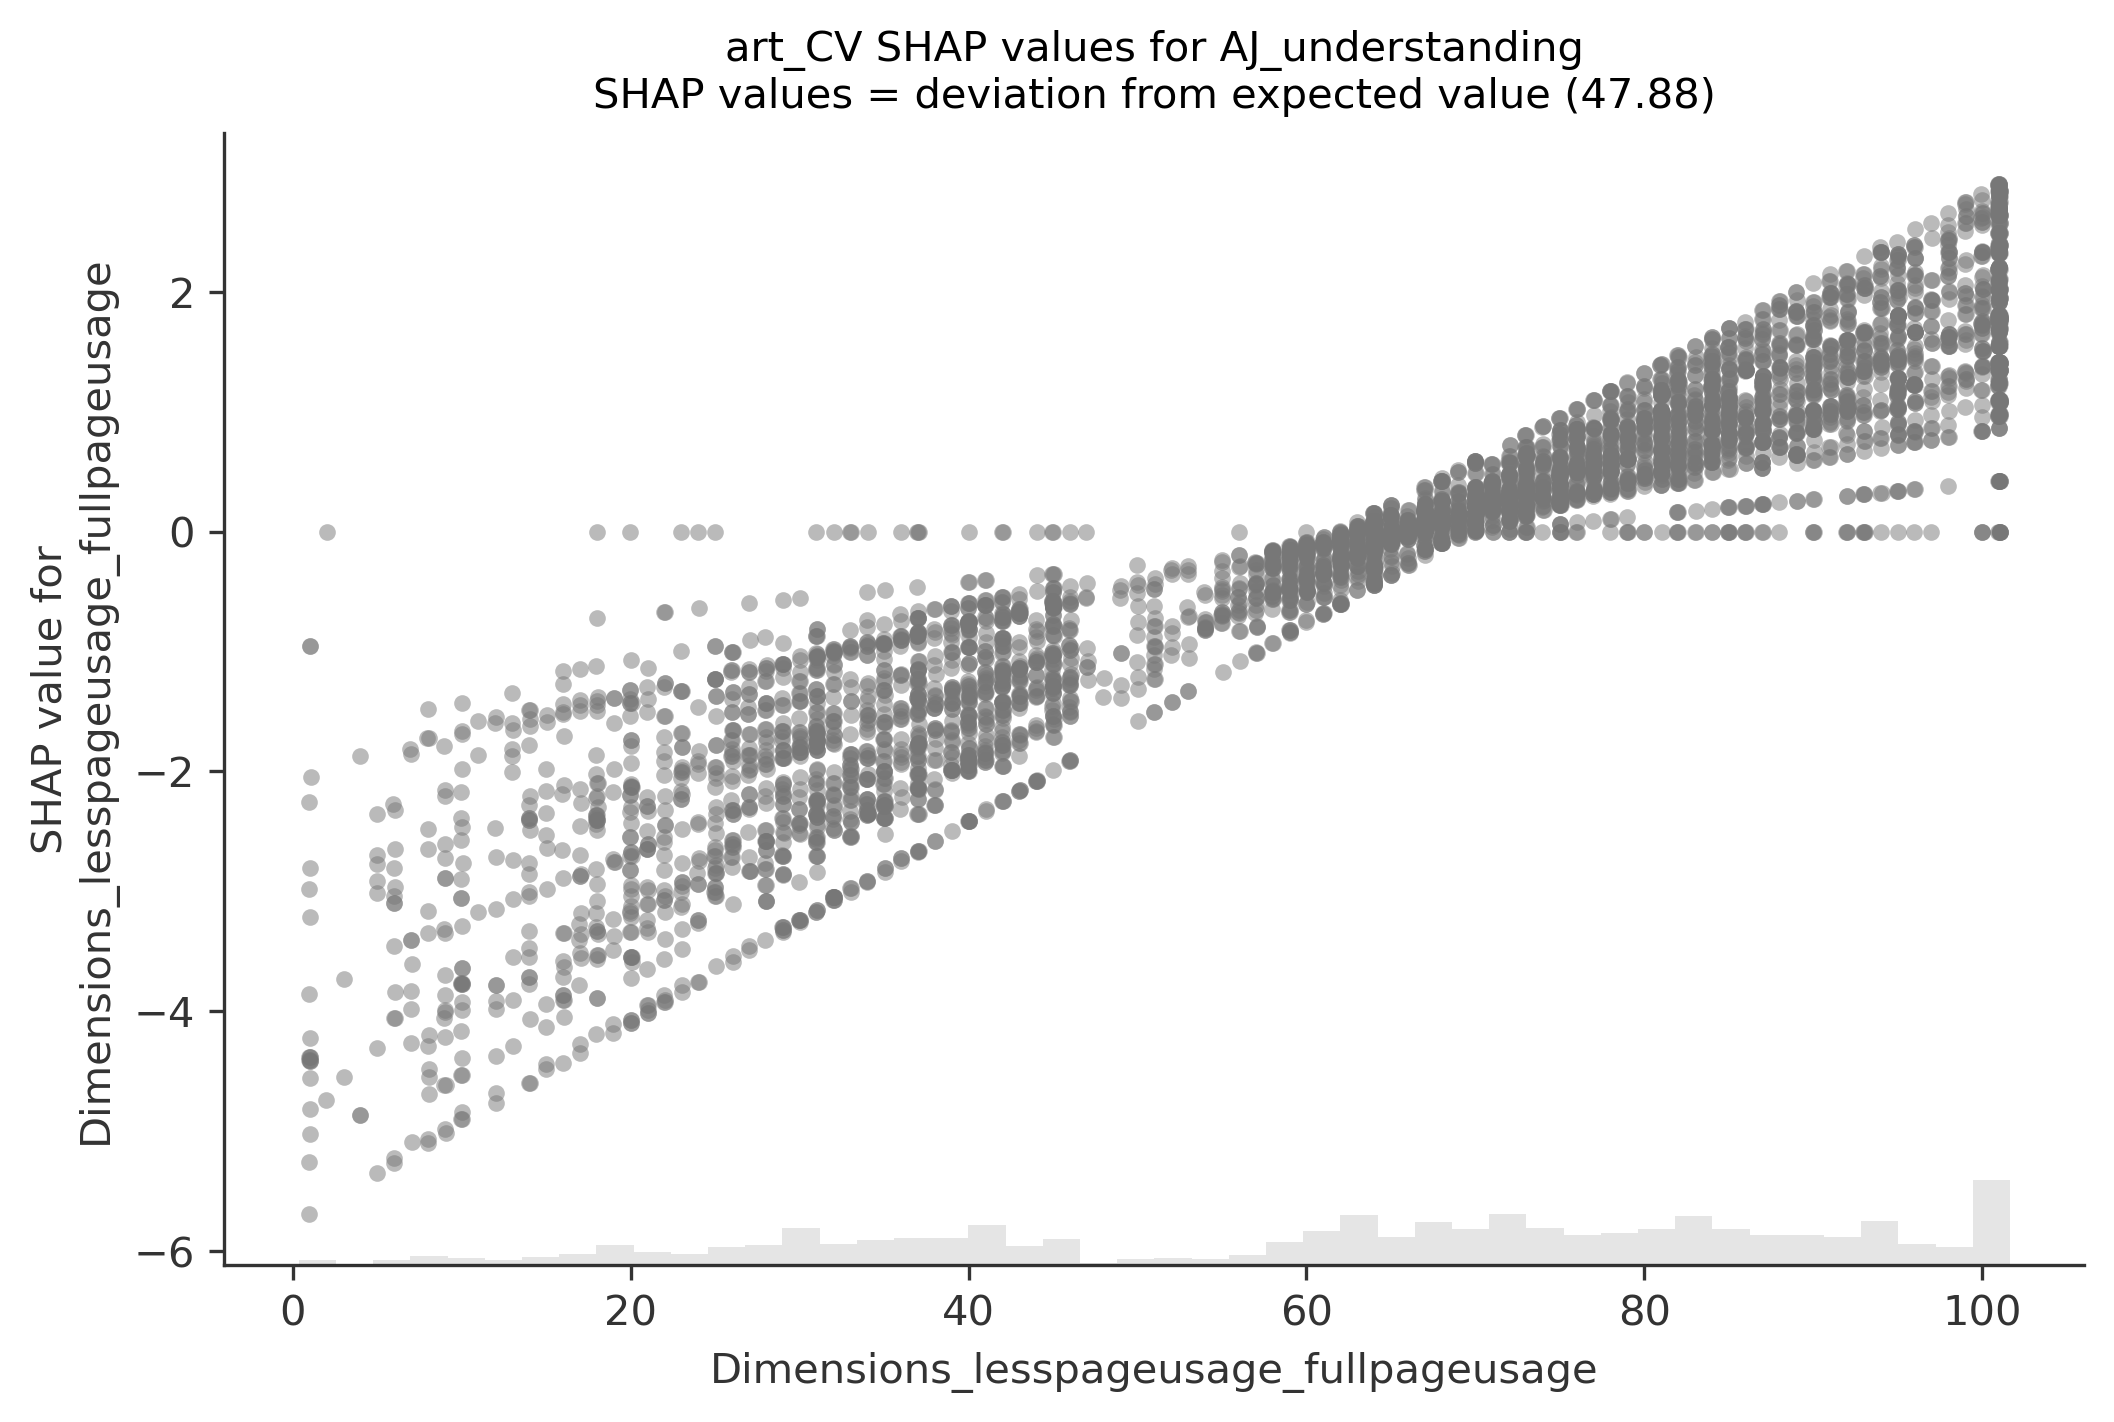 art_CV SHAP values for AJ_understanding
SHAP values = deviation from expected value (47.88)
SHAP value for
Dimensions_lesspageusage_fullpageusage
2
0
−2
−4
−6
0 20 40 60 80 100
Dimensions_lesspageusage_fullpageusage